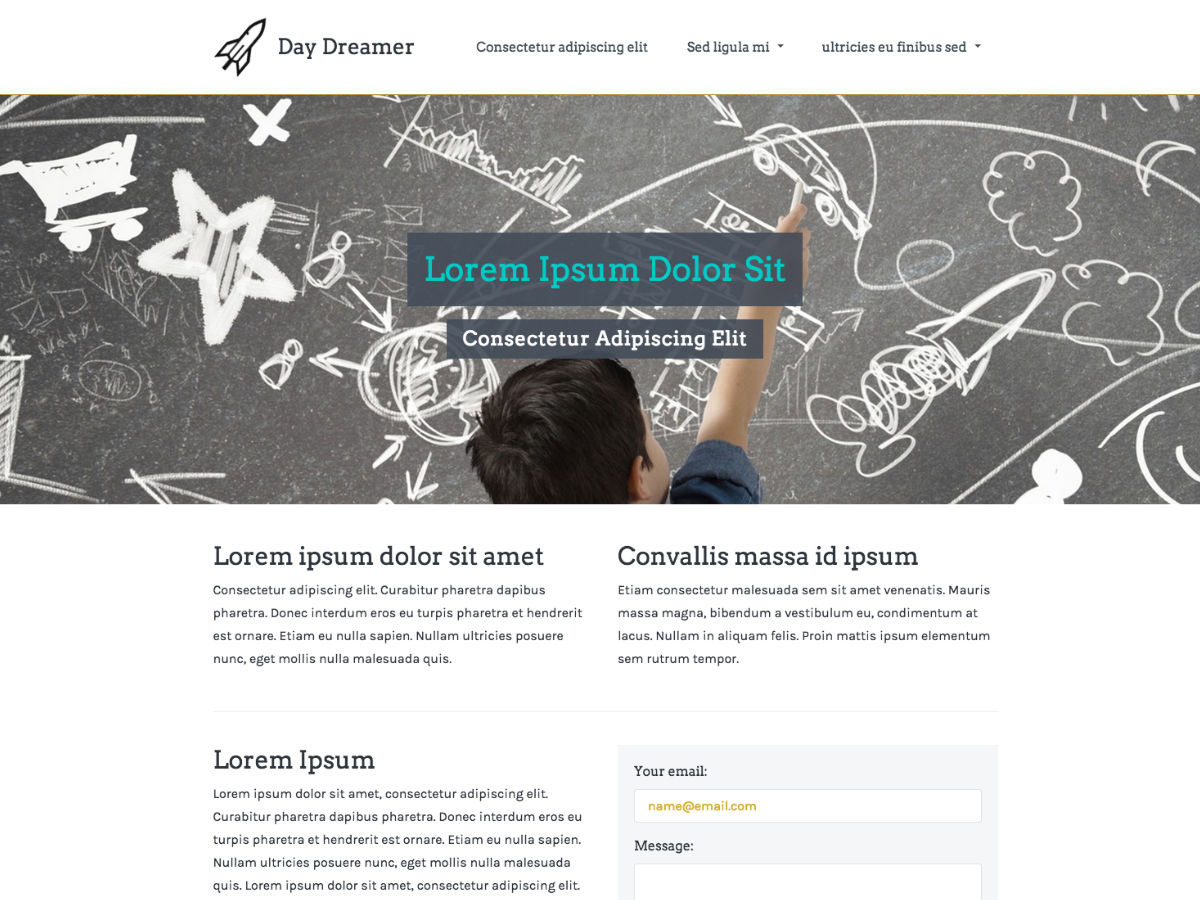 Day Dreamer
Consectetur adipiscing elit
Sed ligula mi
ultricies eu finibus sed
Lorem Ipsum Dolor Sit
Consectetur Adipiscing Elit
Lorem ipsum dolor sit amet
Consectetur adipiscing elit. Curabitur pharetra dapibus
pharetra. Donec interdum eros eu turpis pharetra et hendrerit
est ornare. Etiam eu nulla sapien. Nullam ultricies posuere
nunc, eget mollis nulla malesuada quis.
Convallis massa id ipsum
Etiam consectetur malesuada sem sit amet venenatis. Mauris
massa magna, bibendum a vestibulum eu, condimentum at
lacus. Nullam in aliquam felis. Proin mattis ipsum elementum
sem rutrum tempor.
Lorem Ipsum
Lorem ipsum dolor sit amet, consectetur adipiscing elit.
Curabitur pharetra dapibus pharetra. Donec interdum eros eu
turpis pharetra et hendrerit est ornare. Etiam eu nulla sapien.
Nullam ultricies posuere nunc, eget mollis nulla malesuada
quis. Lorem ipsum dolor sit amet, consectetur adipiscing elit.
Your email:
name@email.com
Message: